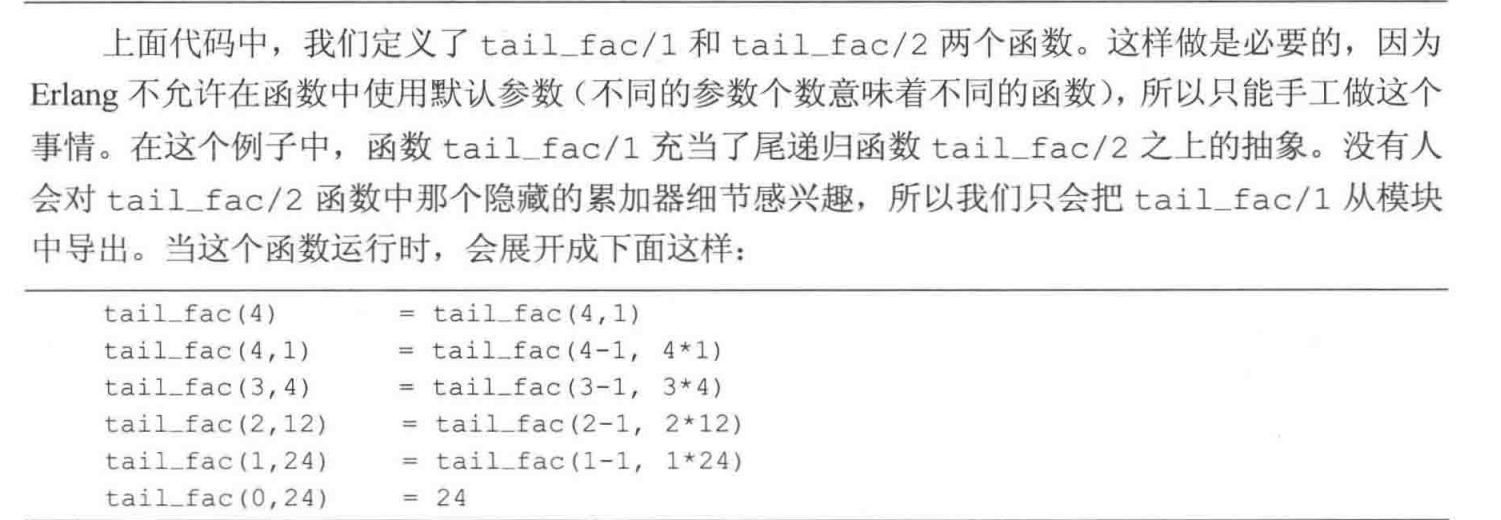 上面代码中，我们定义了 tail_fac/1 和 tail_fac/2 两个函数。这样做是必要的，因为
Erlang 不允许在函数中使用默认参数（不同的参数个数意味着不同的函数），所以只能手工做这个
事情。在这个例子中，函数 tail_fac/1 充当了尾递归函数 tail_fac/2 之上的抽象。没有人
会对 tail_fac/2 函数中那个隐藏的累加器细节感兴趣，所以我们只会把 tail_fac/1 从模块
中导出。当这个函数运行时，会展开成下面这样：
tail_fac(4) = tail_fac(4,1)
tail_fac(4,1) = tail_fac(4-1, 4*1)
tail_fac(3,4) = tail_fac(3-1, 3*4)
tail_fac(2,12) = tail_fac(2-1, 2*12)
tail_fac(1,24) = tail_fac(1-1, 1*24)
tail_fac(0,24) = 24